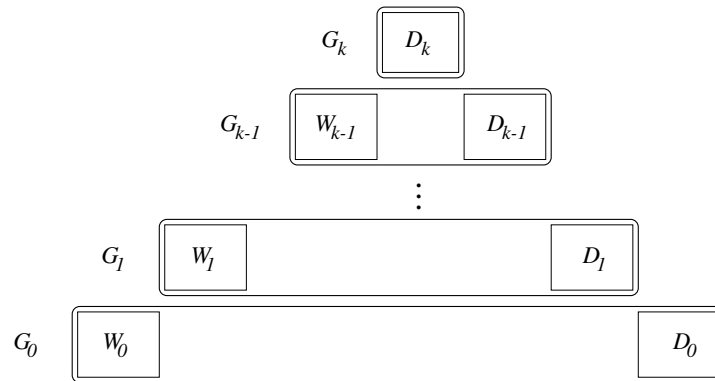 G_k D_k
G_{k-1} W_{k-1} D_{k-1}
⋮
G_1 W_1 D_1
G_0 W_0 D_0